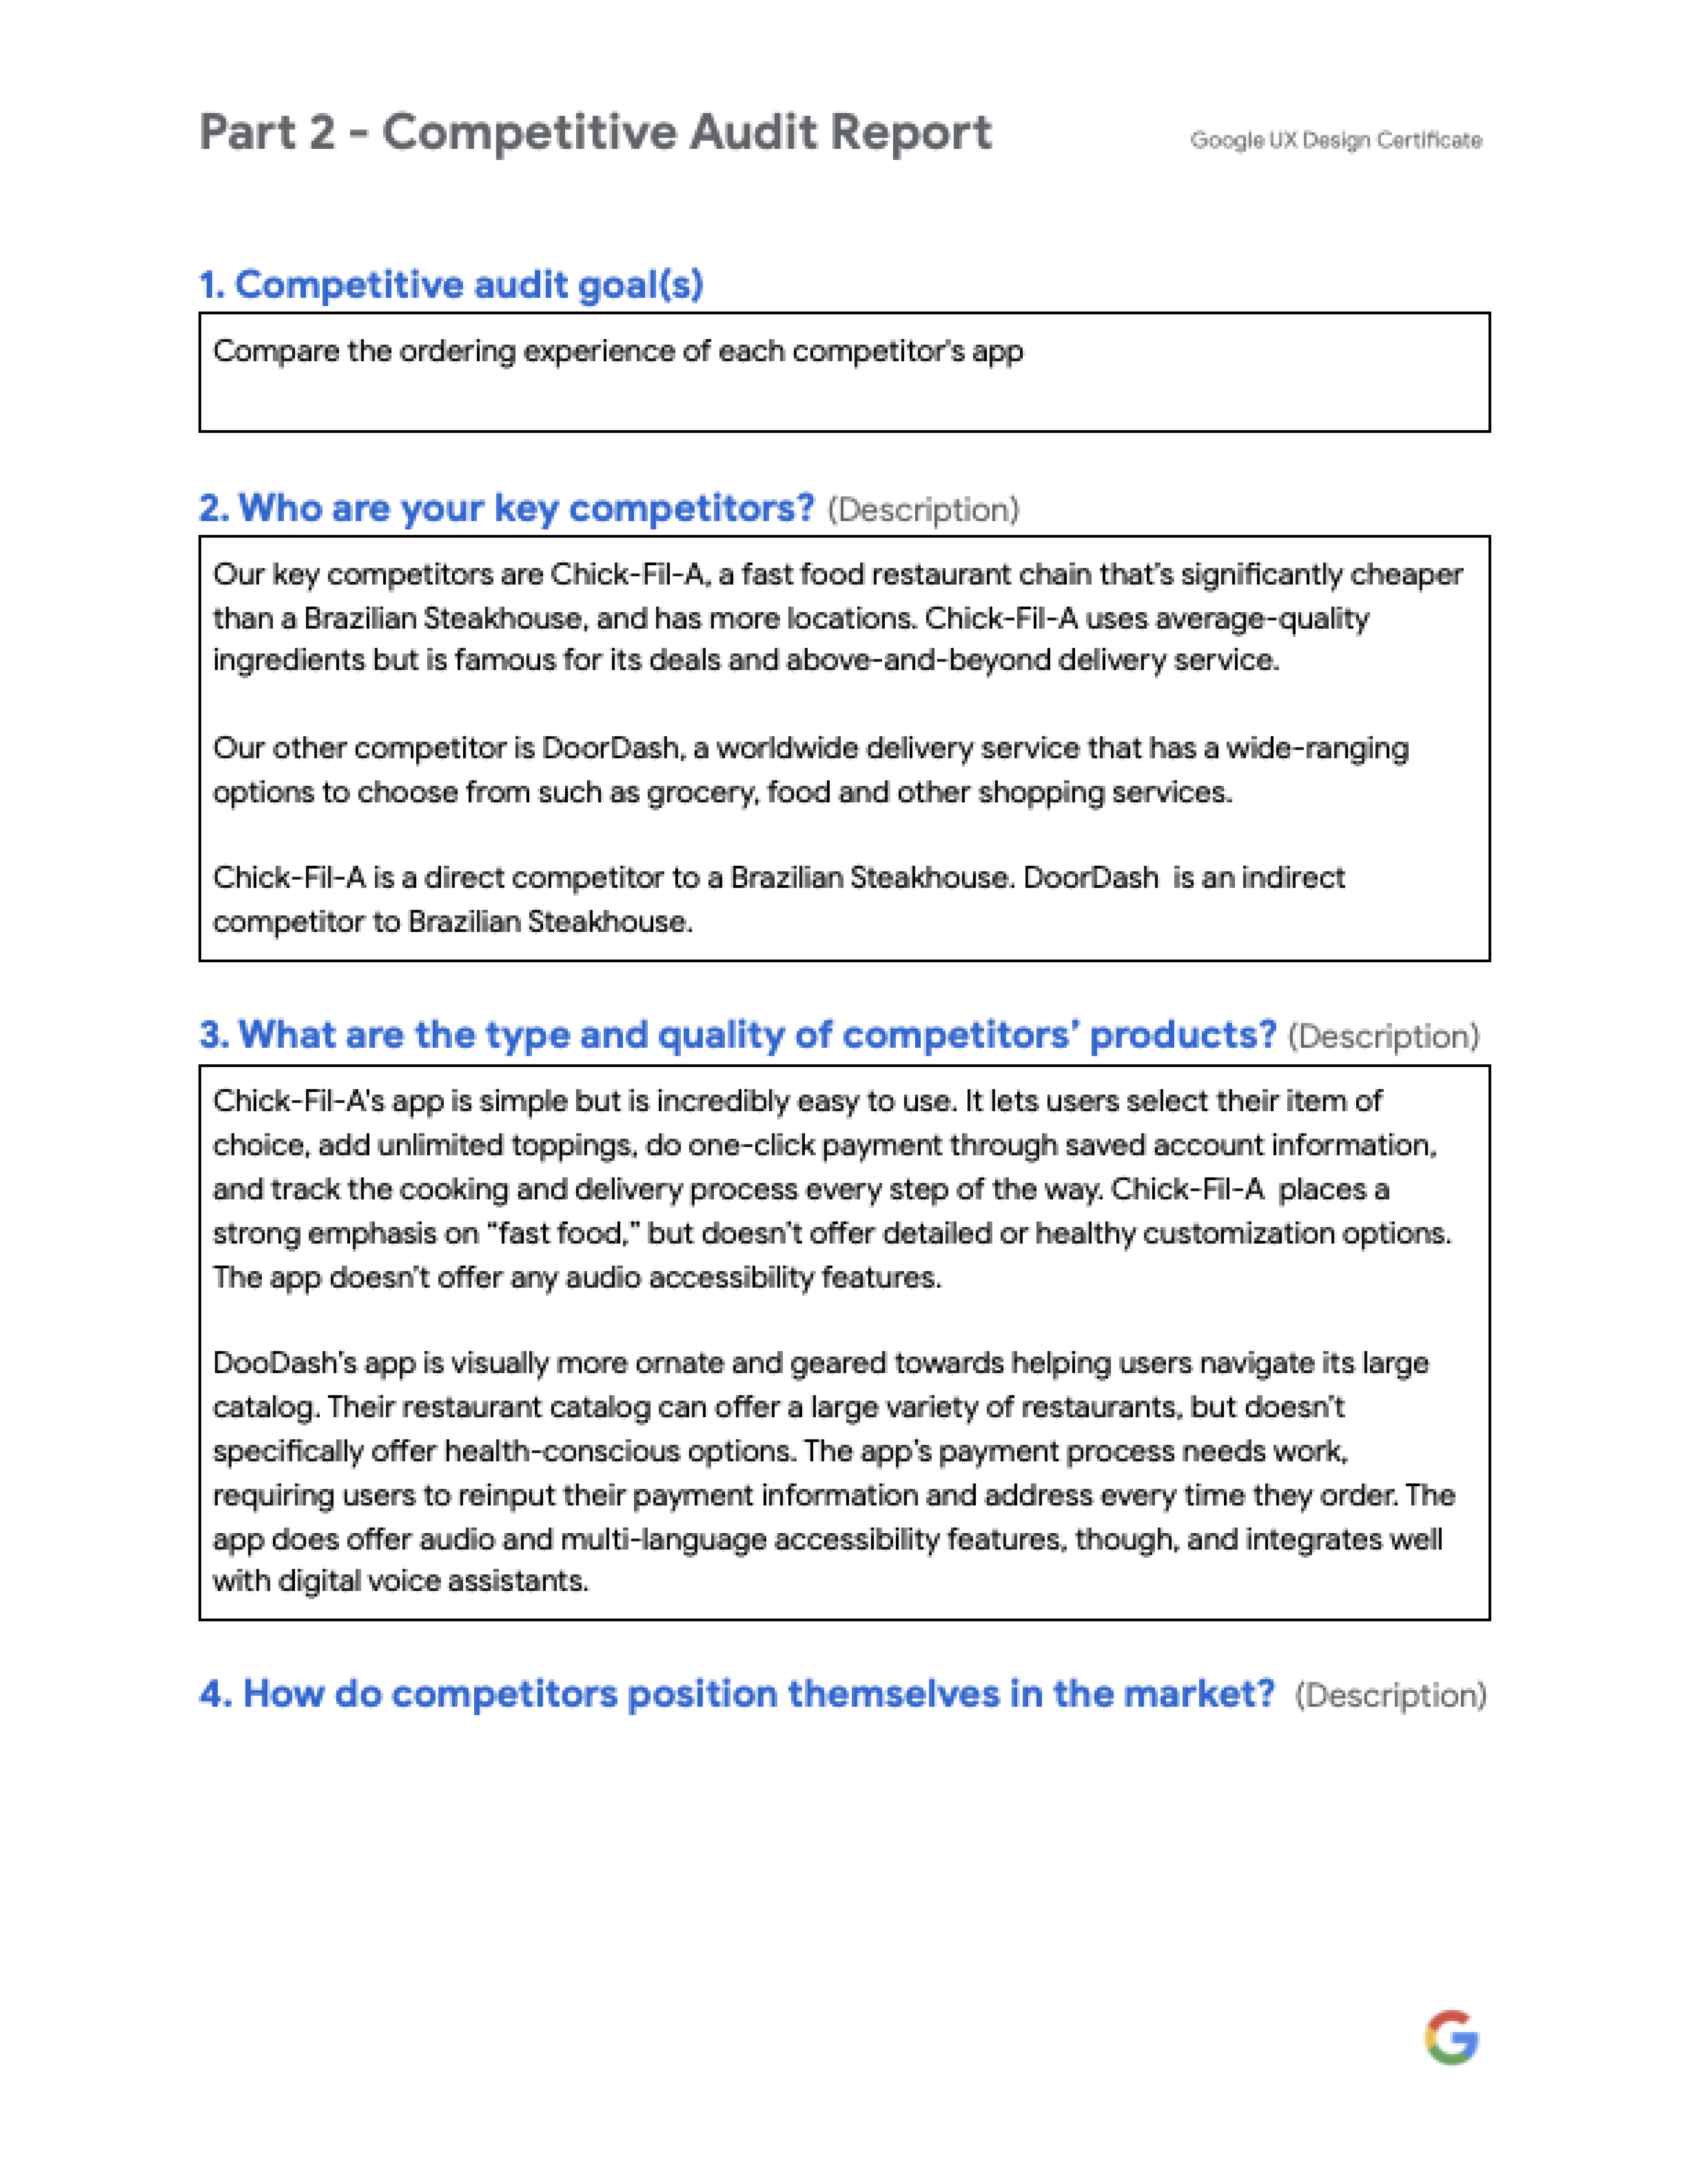 Part 2 - Competitive Audit Report
Google UX Design Certificate
1. Competitive audit goal(s)
Compare the ordering experience of each competitor's app
2. Who are your key competitors? (Description)
Our key competitors are Chick-Fil-A, a fast food restaurant chain that's significantly cheaper
than a Brazilian Steakhouse, and has more locations. Chick-Fil-A uses average-quality
ingredients but is famous for its deals and above-and-beyond delivery service.
Our other competitor is DoorDash, a worldwide delivery service that has a wide-ranging
options to choose from such as grocery, food and other shopping services.
Chick-Fil-A is a direct competitor to a Brazilian Steakhouse. DoorDash  is an indirect
competitor to Brazilian Steakhouse.
3. What are the type and quality of competitors' products? (Description)
Chick-Fil-A's app is simple but is incredibly easy to use. It lets users select their item of
choice, add unlimited toppings, do one-click payment through saved account information,
and track the cooking and delivery process every step of the way. Chick-Fil-A  places a
strong emphasis on “fast food,” but doesn't offer detailed or healthy customization options.
The app doesn't offer any audio accessibility features.
DooDash's app is visually more ornate and geared towards helping users navigate its large
catalog. Their restaurant catalog can offer a large variety of restaurants, but doesn't
specifically offer health-conscious options. The app's payment process needs work,
requiring users to reinput their payment information and address every time they order. The
app does offer audio and multi-language accessibility features, though, and integrates well
with digital voice assistants.
4. How do competitors position themselves in the market?  (Description)
G